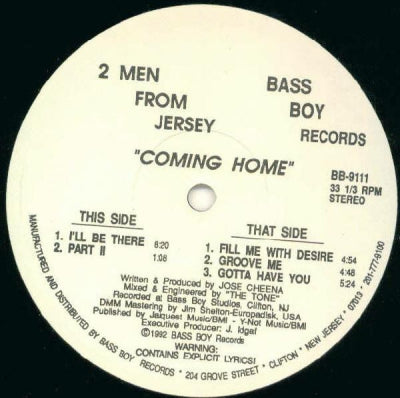 2 MEN
FROM
JERSEY
BASS
BOY
RECORDS
"COMING HOME"
BB-9111
33 1/3 RPM
STEREO
THIS SIDE
1. I'LL BE THERE 6:20
2. PART II 1:08
THAT SIDE
1. FILL ME WITH DESIRE 4:54
2. GROOVE ME 4:48
3. GOTTA HAVE YOU 5:24
Written & Produced by JOSE CHEENA
Mixed & Engineered by "THE TONE"
Recorded at Bass Boy Studios, Clifton, NJ
DMM Mastering by Jim Shelton-Europadisk, USA
Published by Jaquest Music/BMI - Y-Not Music/BMI
Executive Producer: J. Idgaf
©1992 BASS BOY Records
WARNING:
CONTAINS EXPLICIT LYRICS!
MANUFACTURED AND DISTRIBUTED BY BASS BOY RECORDS • 204 GROVE STREET • CLIFTON • NEW JERSEY • 07013 • 201-777-9100